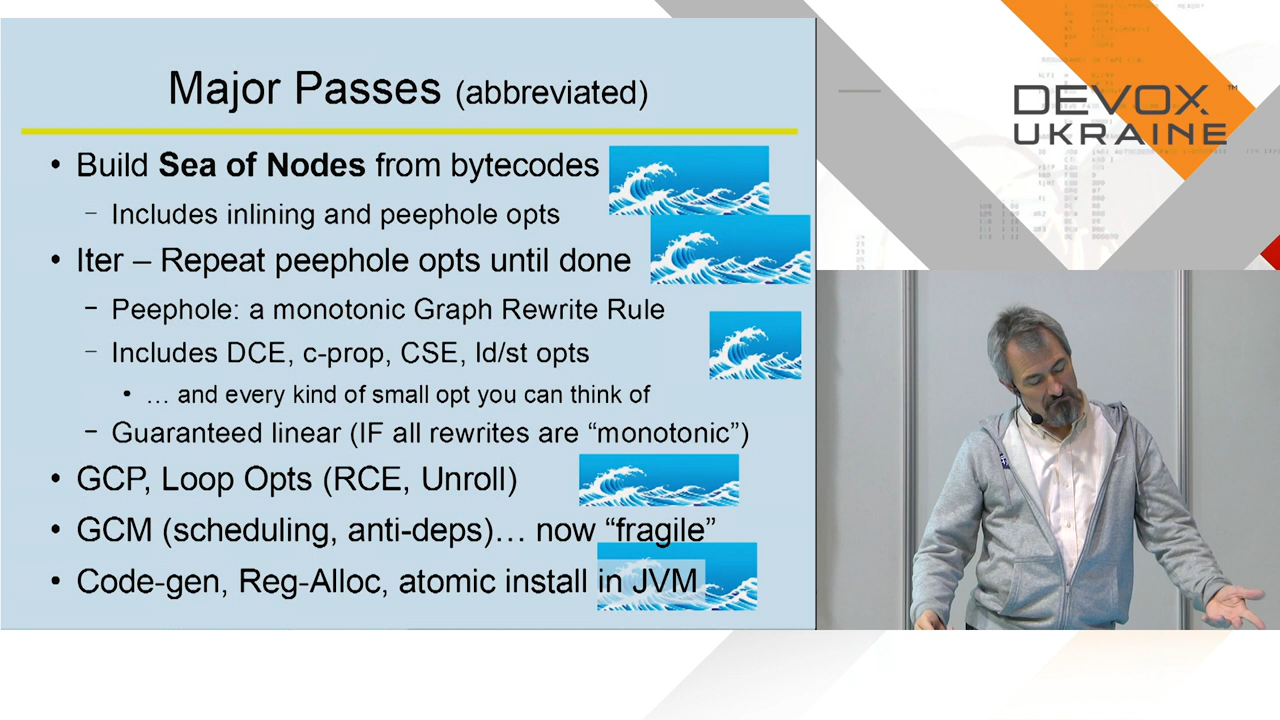 Major Passes (abbreviated)
• Build Sea of Nodes from bytecodes
– Includes inlining and peephole opts
• Iter – Repeat peephole opts until done
– Peephole: a monotonic Graph Rewrite Rule
– Includes DCE, c-prop, CSE, ld/st opts
• … and every kind of small opt you can think of
– Guaranteed linear (IF all rewrites are “monotonic”)
• GCP, Loop Opts (RCE, Unroll)
• GCM (scheduling, anti-deps)… now “fragile”
• Code-gen, Reg-Alloc, atomic install in JVM
DEVOX™
UKRAINE